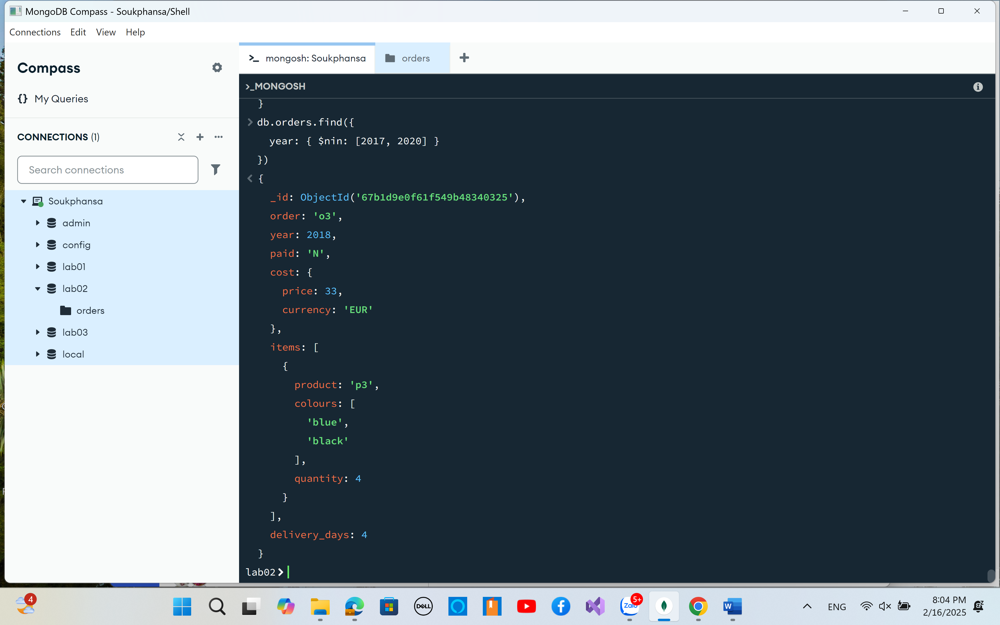 MongoDB Compass - Soukphansa/Shell
Connections Edit View Help
Compass
{} My Queries
CONNECTIONS (1)
Search connections
Soukphansa
admin
config
lab01
lab02
orders
lab03
local
>_ mongosh: Soukphansa
orders
>_MONGOSH
}
> db.orders.find({
year: { $nin: [2017, 2020] }
})
< {
_id: ObjectId('67b1d9e0f61f549b48340325'),
order: 'o3',
year: 2018,
paid: 'N',
cost: {
price: 33,
currency: 'EUR'
},
items: [
{
product: 'p3',
colours: [
'blue',
'black'
],
quantity: 4
}
],
delivery_days: 4
}
lab02>
4
DELL
Zalo
5+
W
ENG
8:04 PM
2/16/2025